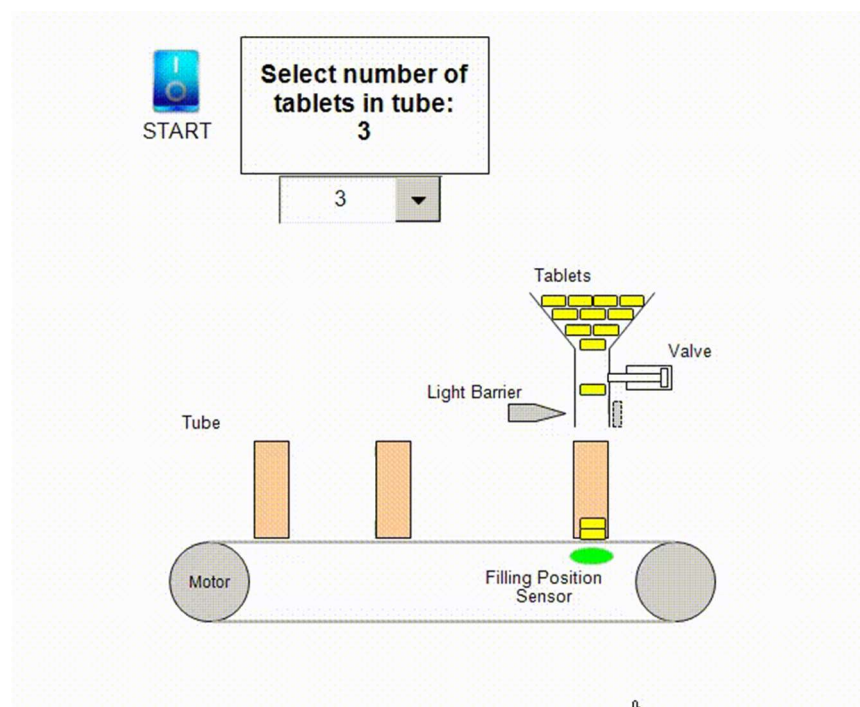 Select number of
tablets in tube:
3
START
3
Tablets
Valve
Light Barrier
Tube
Motor
Filling Position
Sensor